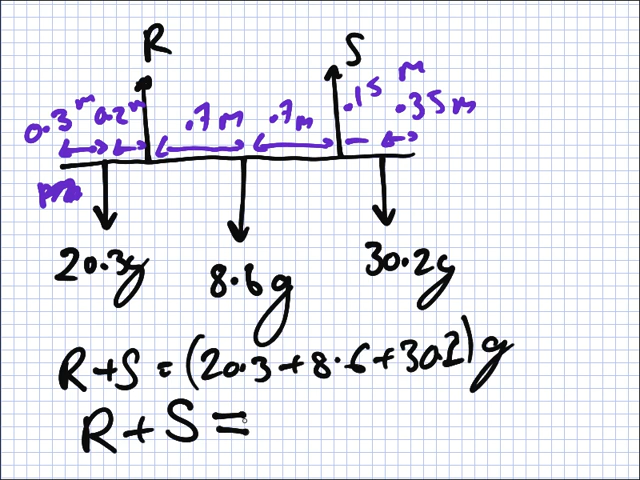 R S
0.3m 0.2m .7m .7m .15m .35m
20.3g 8.6g 30.2g
R+S = (20.3+8.6+30.2)g
R+S =